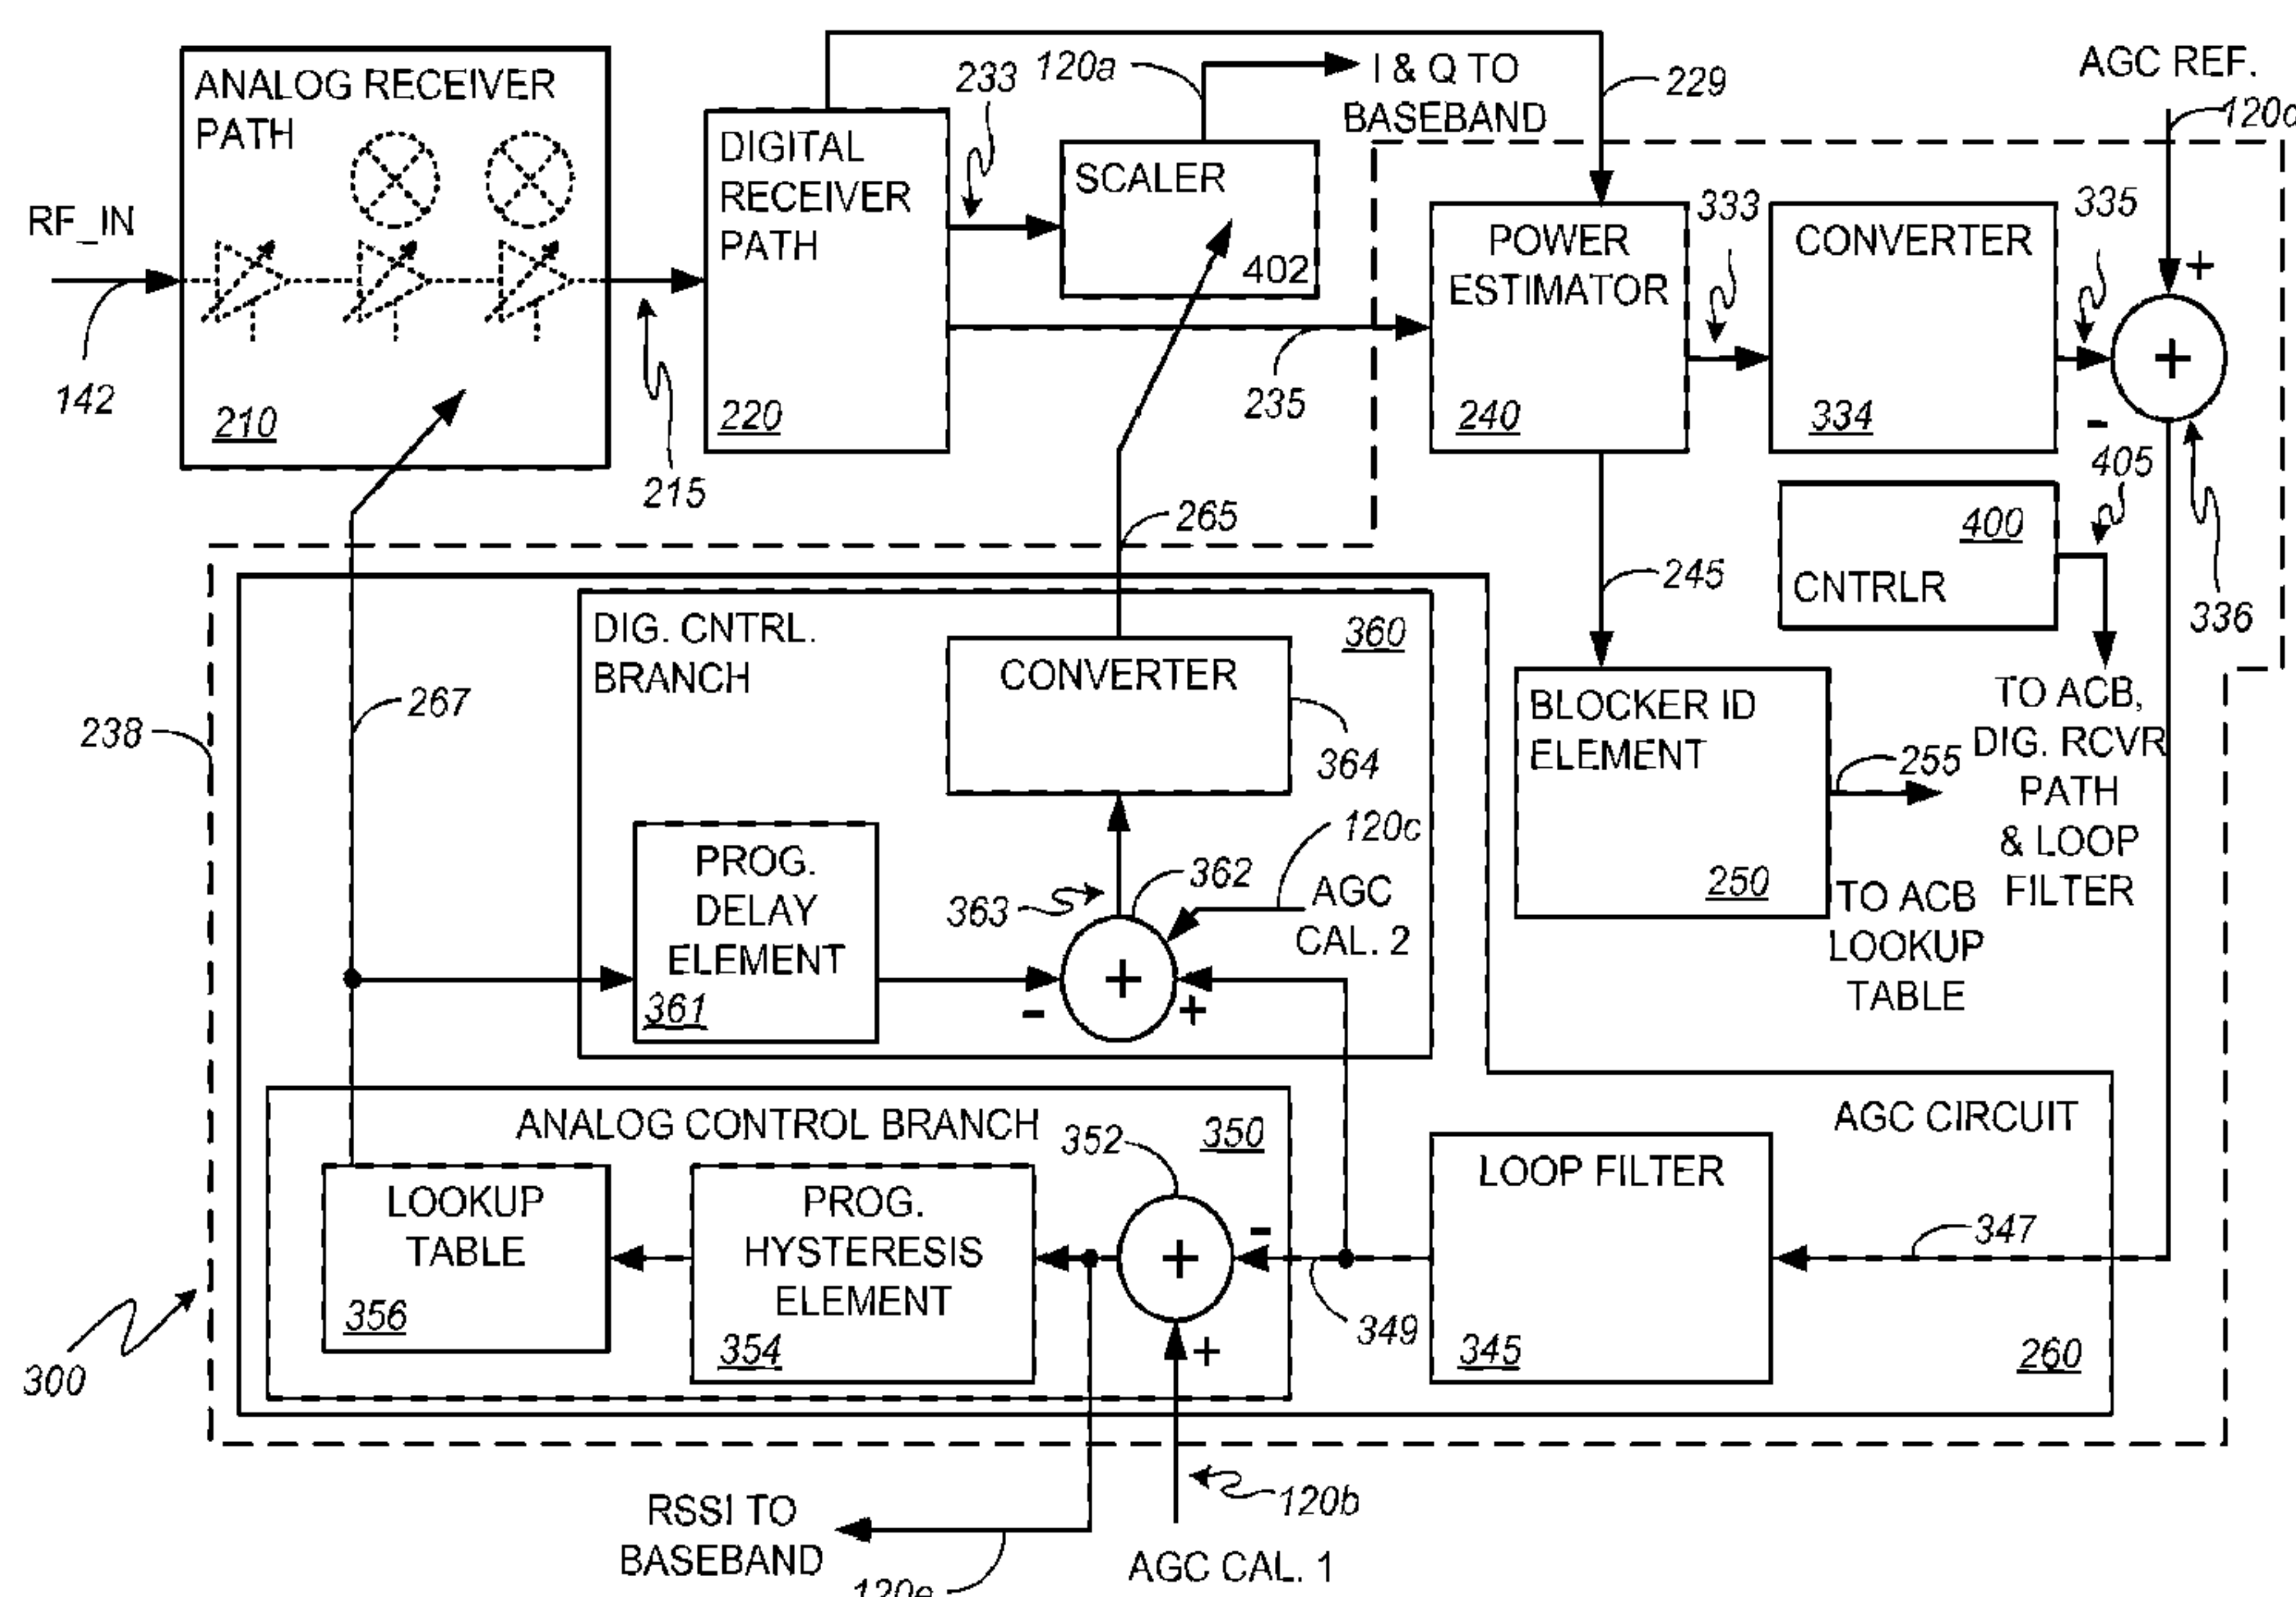 ANALOG RECEIVER
PATH
210
RF_IN
142
215
DIGITAL
RECEIVER
PATH
220
233
120a
SCALER
402
I & Q TO
BASEBAND
229
235
POWER
ESTIMATOR
240
333
CONVERTER
334
335
AGC REF.
+
+
-
336
405
400
CNTRLR
TO ACB,
DIG. RCVR
PATH
& LOOP
FILTER
245
BLOCKER ID
ELEMENT
250
255
TO ACB
LOOKUP
TABLE
265
267
238
DIG. CNTRL.
BRANCH
360
CONVERTER
364
PROG.
DELAY
ELEMENT
361
363
362
120c
AGC
CAL. 2
+
-
+
ANALOG CONTROL BRANCH
350
352
LOOKUP
TABLE
356
PROG.
HYSTERESIS
ELEMENT
354
+
-
+
349
LOOP FILTER
345
347
AGC CIRCUIT
260
300
RSSI TO
BASEBAND
120e
120b
AGC CAL. 1